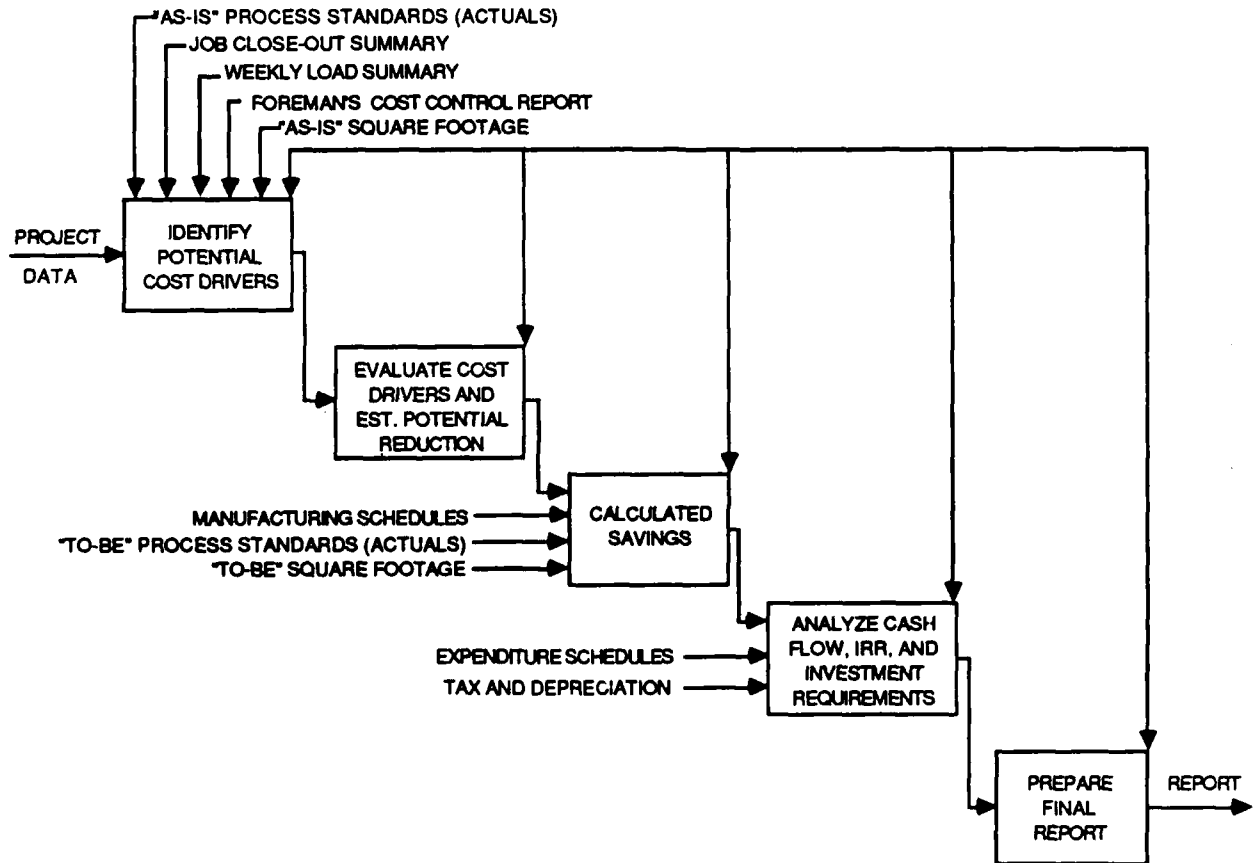 "AS-IS" PROCESS STANDARDS (ACTUALS)
JOB CLOSE-OUT SUMMARY
WEEKLY LOAD SUMMARY
FOREMAN'S COST CONTROL REPORT
"AS-IS" SQUARE FOOTAGE
PROJECT
DATA
IDENTIFY
POTENTIAL
COST DRIVERS
EVALUATE COST
DRIVERS AND
EST. POTENTIAL
REDUCTION
MANUFACTURING SCHEDULES
"TO-BE" PROCESS STANDARDS (ACTUALS)
"TO-BE" SQUARE FOOTAGE
CALCULATED
SAVINGS
EXPENDITURE SCHEDULES
TAX AND DEPRECIATION
ANALYZE CASH
FLOW, IRR, AND
INVESTMENT
REQUIREMENTS
PREPARE
FINAL
REPORT
REPORT